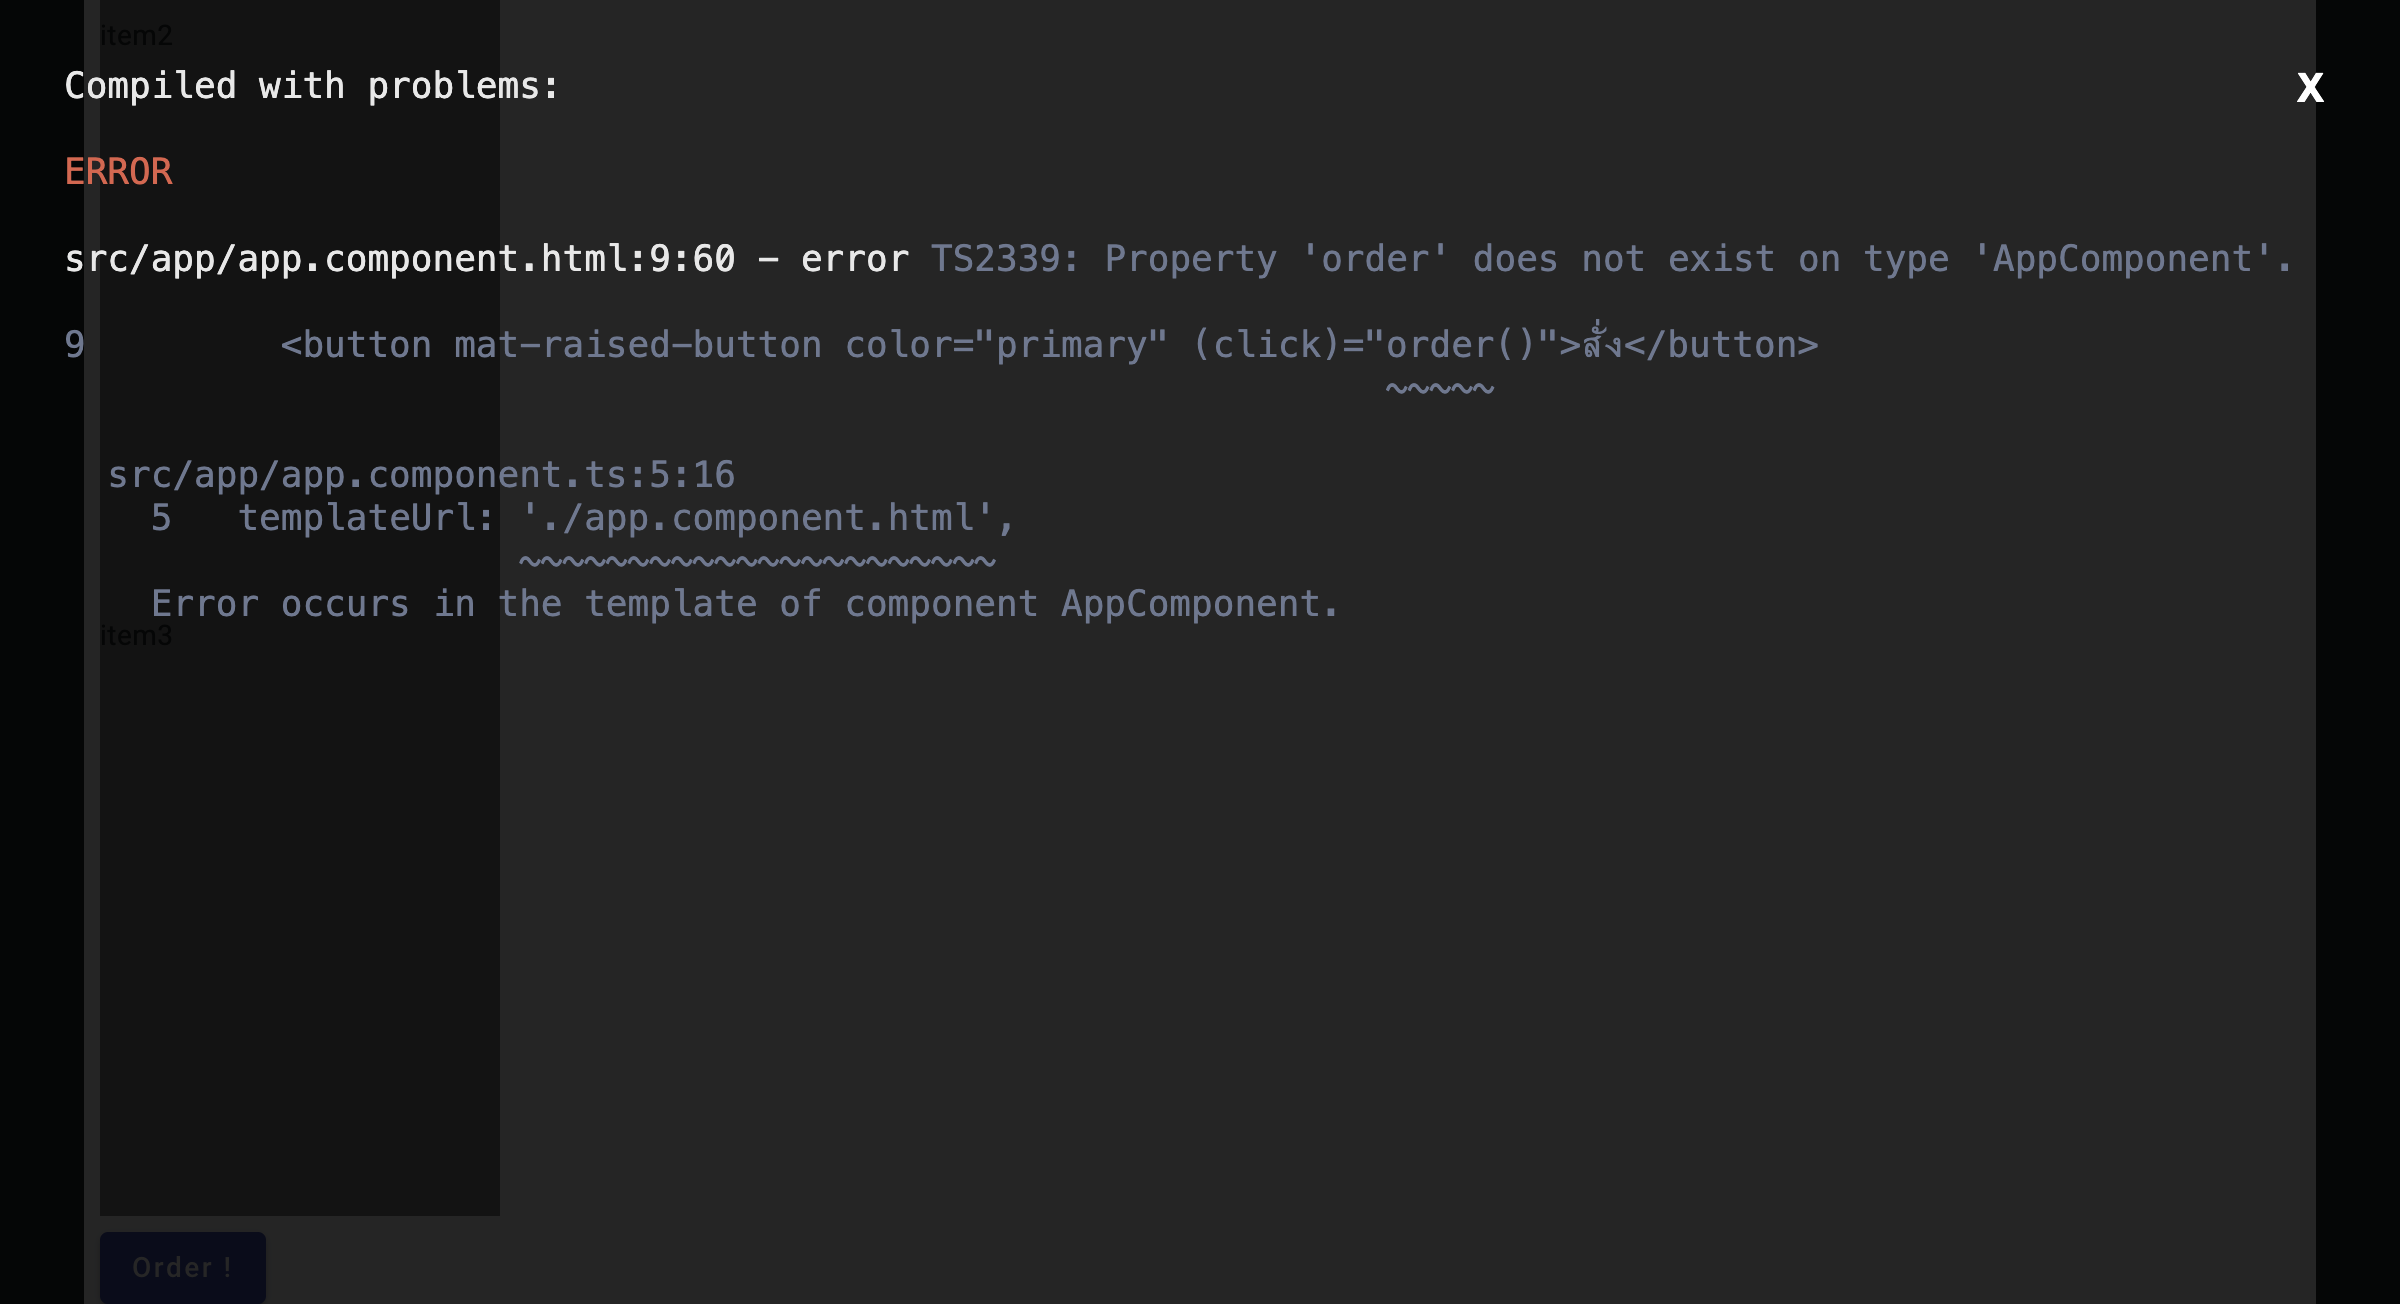 item2
Compiled with problems:
X
ERROR
src/app/app.component.html:9:60 - error TS2339: Property 'order' does not exist on type 'AppComponent'.
9         <button mat-raised-button color="primary" (click)="order()">สั่ง</button>
~~~~~
src/app/app.component.ts:5:16
5   templateUrl: './app.component.html',
~~~~~~~~~~~~~~~~~~~~~~
Error occurs in the template of component AppComponent.
item3
Order !